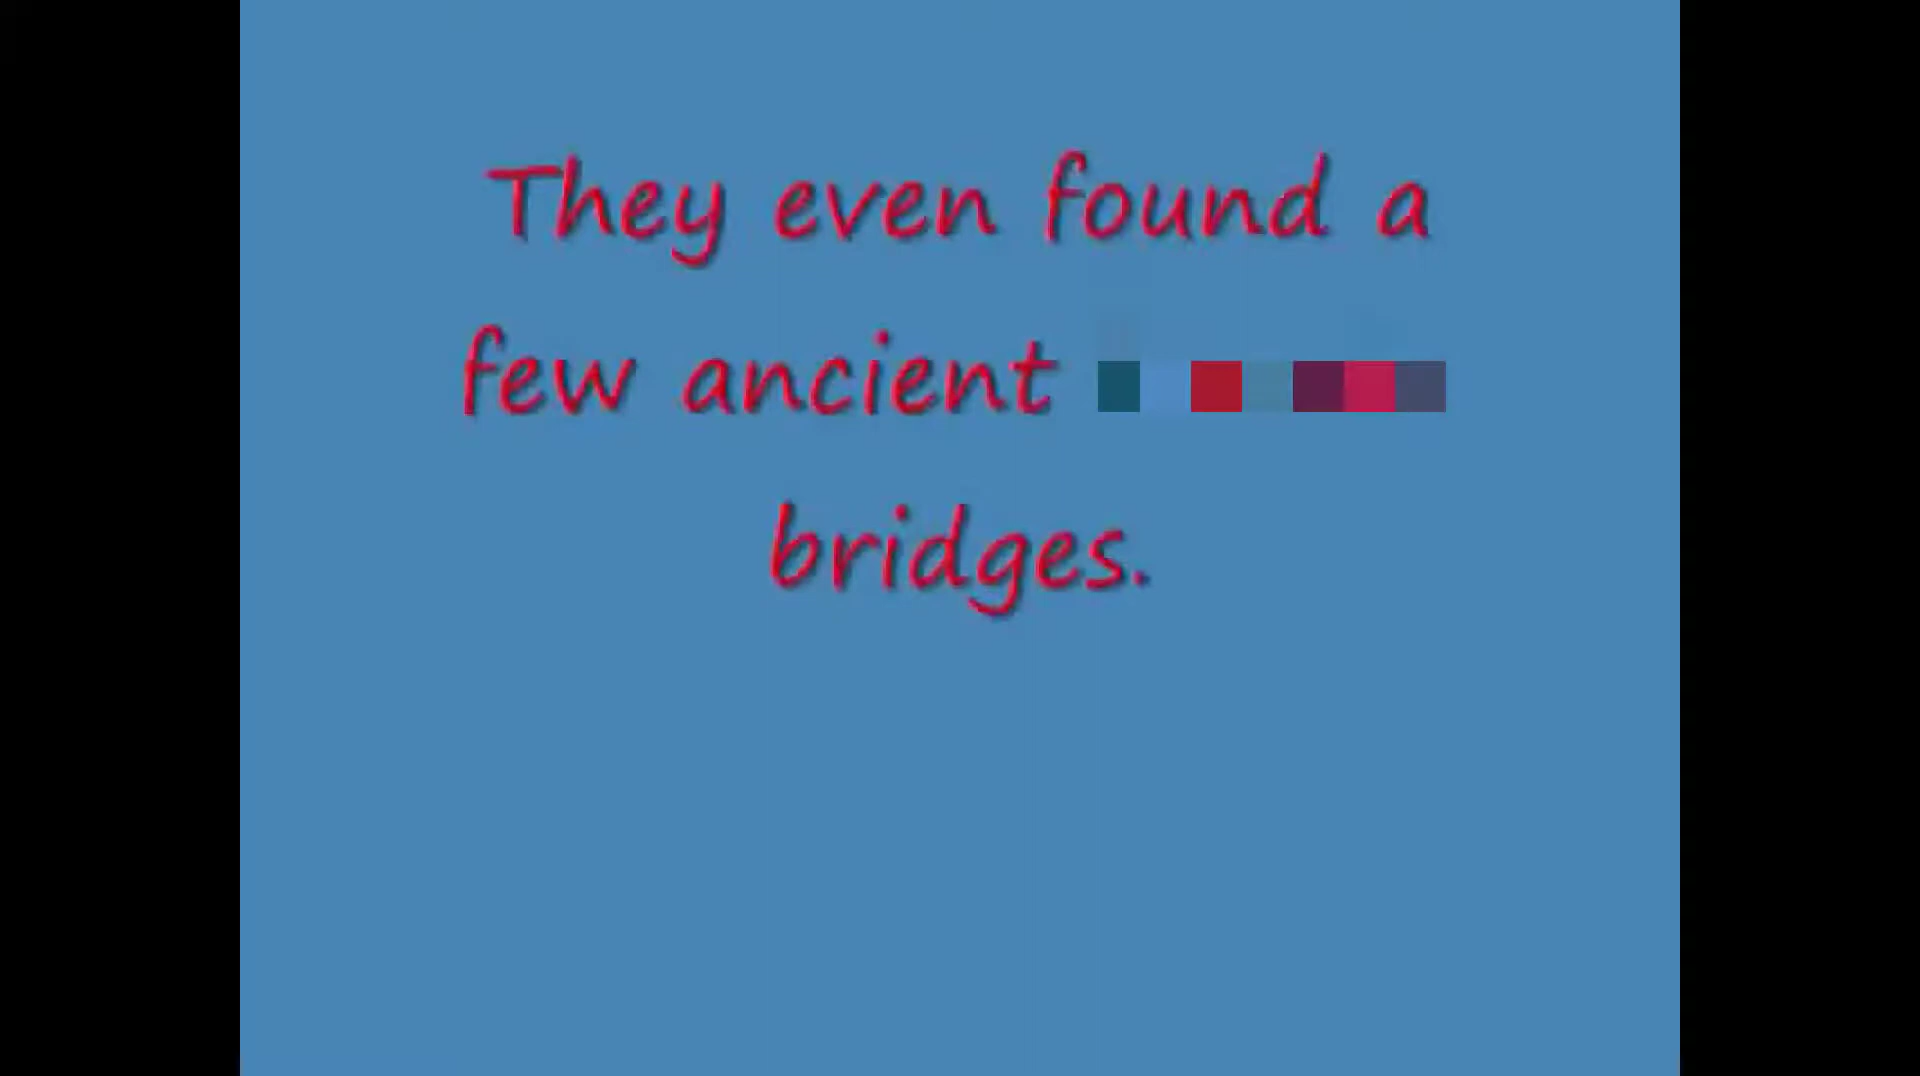 They even found a
few ancient
bridges.